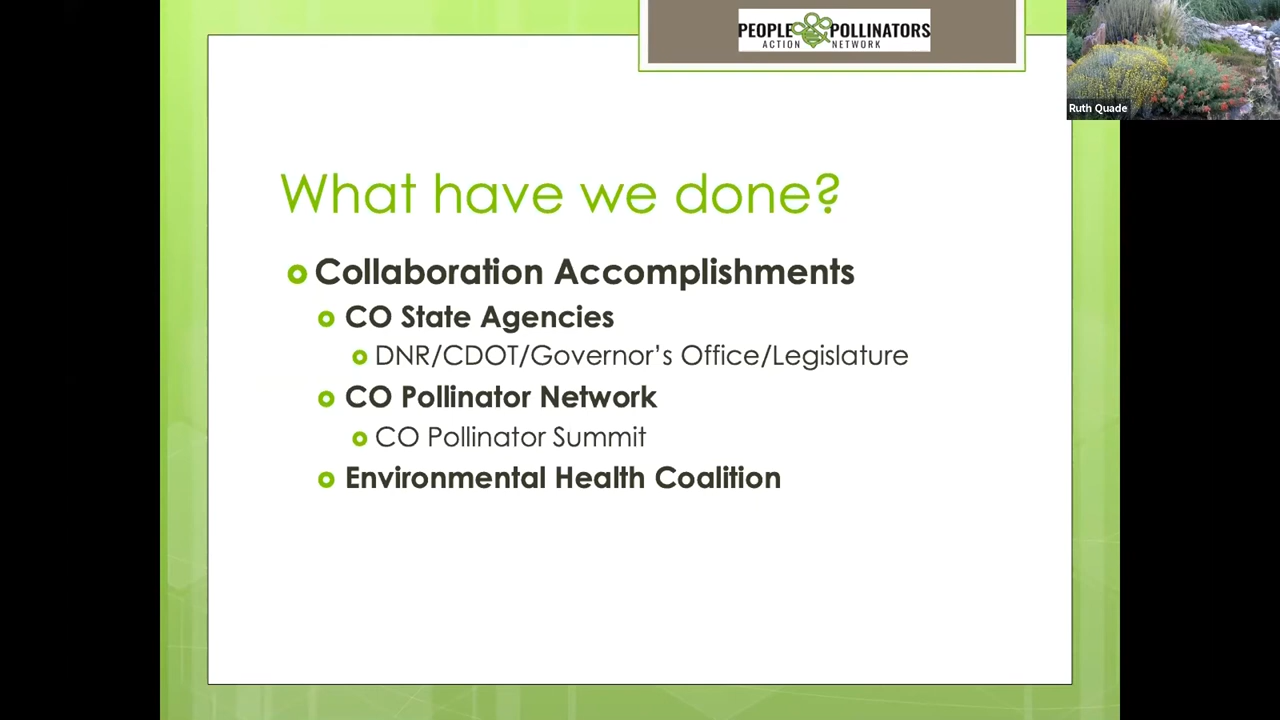 PEOPLE POLLINATORS
ACTION NETWORK
Ruth Quade
What have we done?
Collaboration Accomplishments
CO State Agencies
DNR/CDOT/Governor’s Office/Legislature
CO Pollinator Network
CO Pollinator Summit
Environmental Health Coalition